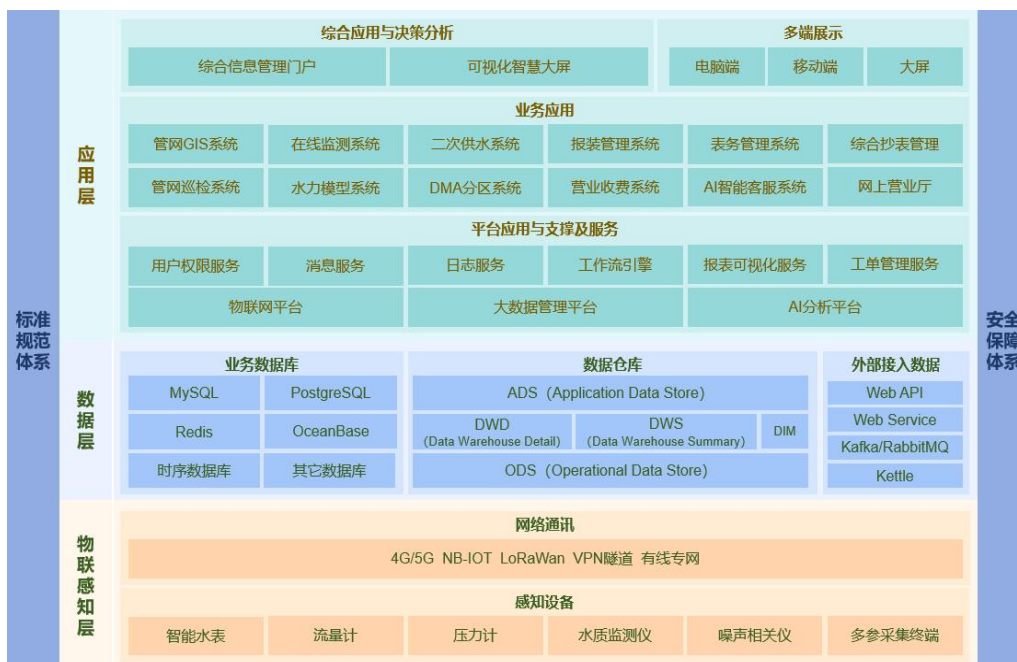 标准
规范
体系
应
用
层
综合应用与决策分析
综合信息管理门户
可视化智慧大屏
多端展示
电脑端
移动端
大屏
业务应用
管网GIS系统
在线监测系统
二次供水系统
报装管理系统
表务管理系统
综合抄表管理
管网巡检系统
水力模型系统
DMA分区系统
营业收费系统
AI智能客服系统
网上营业厅
平台应用与支撑及服务
用户权限服务
消息服务
日志服务
工作流引擎
报表可视化服务
工单管理服务
物联网平台
大数据管理平台
AI分析平台
数
据
层
业务数据库
MySQL
PostgreSQL
Redis
OceanBase
时序数据库
其它数据库
数据仓库
ADS（Application Data Store）
DWD
（Data Warehouse Detail）
DWS
（Data Warehouse Summary）
DIM
ODS（Operational Data Store）
外部接入数据
Web API
Web Service
Kafka/RabbitMQ
Kettle
物
联
感
知
层
网络通讯
4G/5G NB-IOT LoRaWan VPN隧道 有线专网
感知设备
智能水表
流量计
压力计
水质监测仪
噪声相关仪
多参采集终端
安全
保障
体系